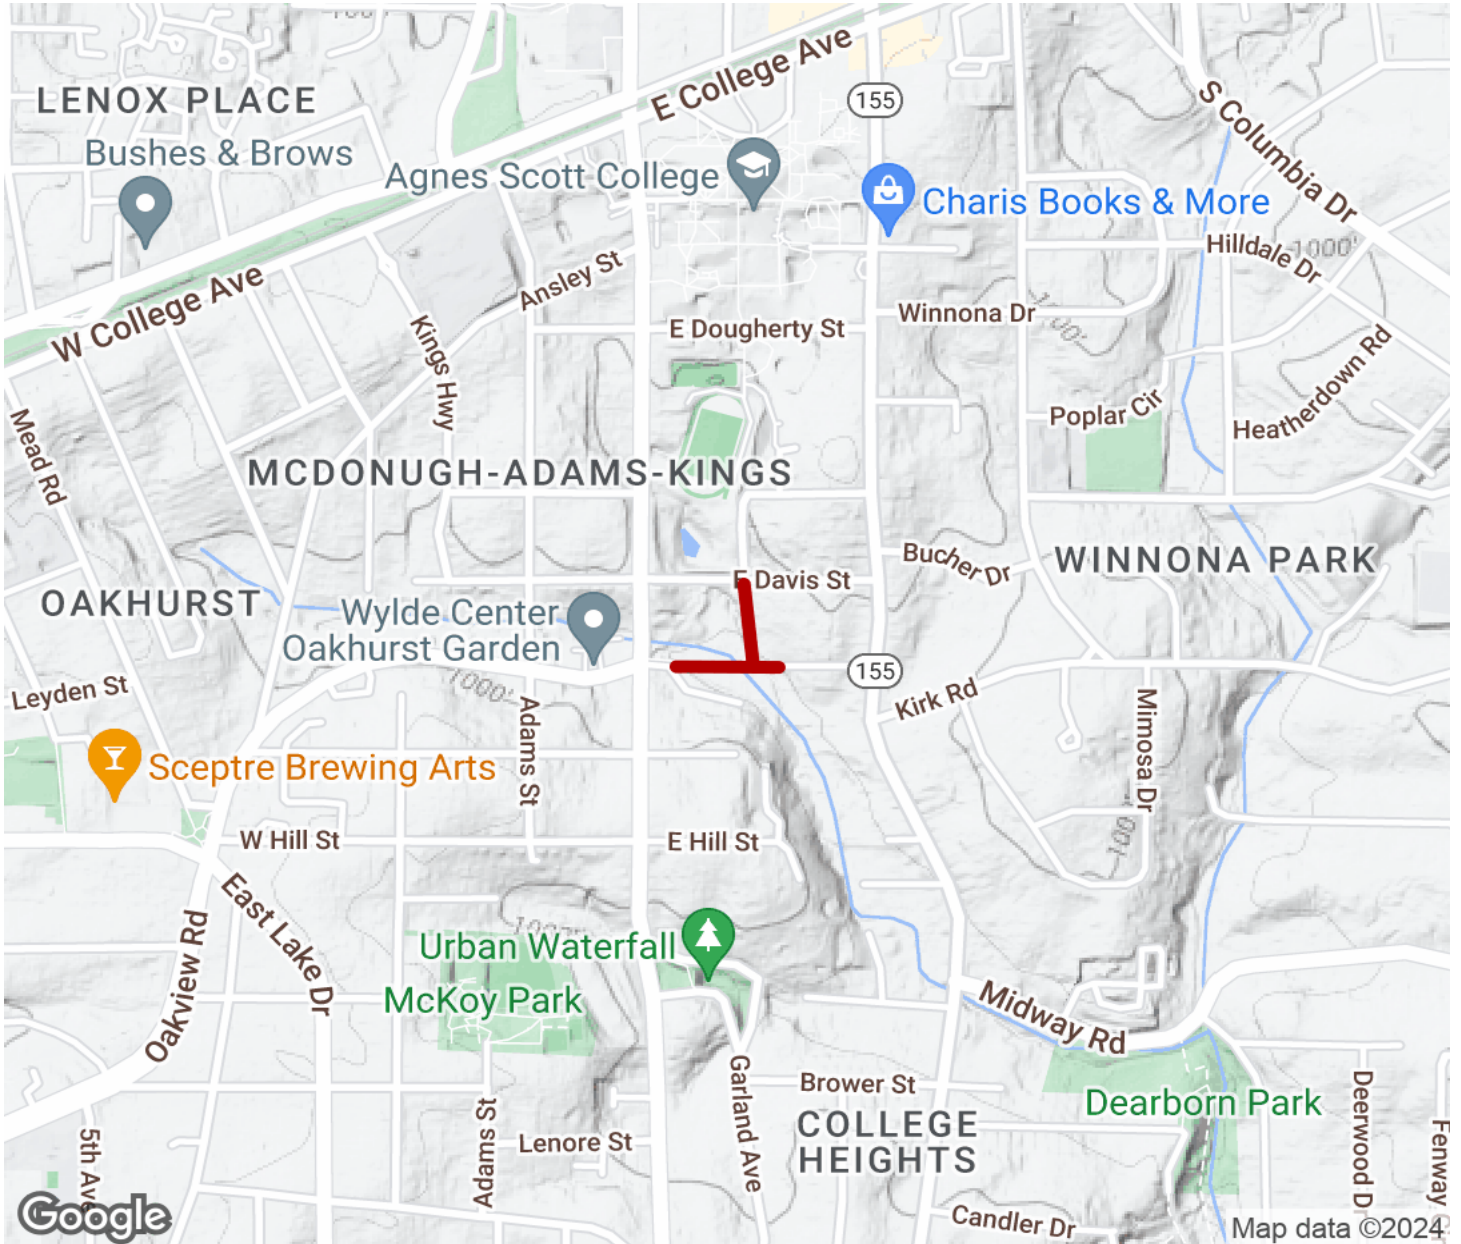 1000'
E College Ave
LENOX PLACE
155
S Columbia Dr
Bushes & Brows
Agnes Scott College
Charis Books & More
Hilldale Dr
1000'
W College Ave
Ansley St
Winnona Dr
E Dougherty St
Kings Hwy
Heatherdown Rd
Poplar Cir
Mead Rd
MCDONUGH-ADAMS-KINGS
Bucher Dr
WINNONA PARK
E Davis St
OAKHURST
Wylde Center
Oakhurst Garden
155
Leyden St
1000'
Kirk Rd
Adams St
Mimosa Dr
Sceptre Brewing Arts
W Hill St
E Hill St
East Lake Dr
Oakview Rd
Urban Waterfall
McKoy Park
Midway Rd
Garland Ave
Brower St
Dearborn Park
COLLEGE
HEIGHTS
Deerwood Dr
Fenway
5th Ave
Adams St
Lenore St
Candler Dr
Google
Map data ©2024